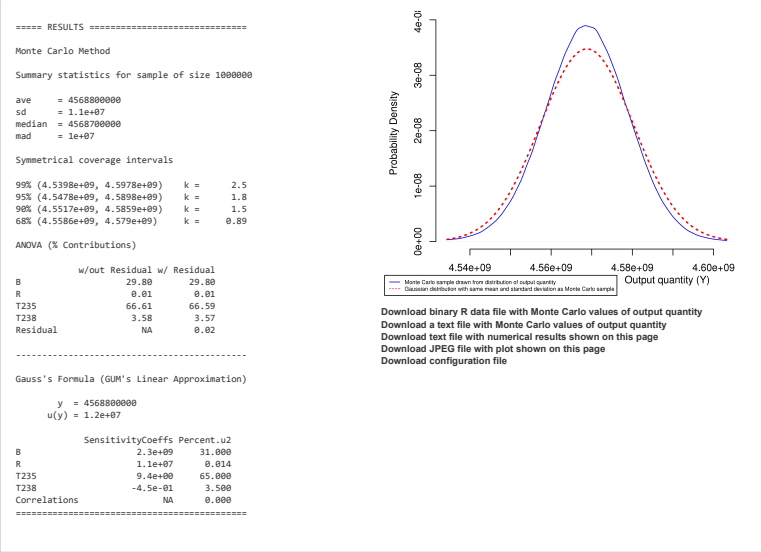 ===== RESULTS ==============================
Monte Carlo Method
Summary statistics for sample of size 1000000
ave = 4568800000
sd = 1.1e+07
median = 4568700000
mad = 1e+07
Symmetrical coverage intervals
99% (4.5398e+09, 4.5978e+09) k = 2.5
95% (4.5478e+09, 4.5898e+09) k = 1.8
90% (4.5517e+09, 4.5859e+09) k = 1.5
68% (4.5586e+09, 4.579e+09) k = 0.89
ANOVA (% Contributions)
w/out Residual w/ Residual
B 29.80 29.80
R 0.01 0.01
T235 66.61 66.59
T238 3.58 3.57
Residual NA 0.02
--------------------------------------------
Gauss's Formula (GUM's Linear Approximation)
y = 4568800000
u(y) = 1.2e+07
SensitivityCoeffs Percent.u2
B 2.3e+09 31.000
R 1.1e+07 0.014
T235 9.4e+00 65.000
T238 -4.5e-01 3.500
Correlations NA 0.000
============================================
Probability Density
3e-08
2e-08
1e-08
0e+00
4.54e+09 4.56e+09 4.58e+09 4.60e+09
Output quantity (Y)
Monte Carlo sample drawn from distribution of output quantity
Gaussian distribution with same mean and standard deviation as Monte Carlo sample
Download binary R data file with Monte Carlo values of output quantity
Download a text file with Monte Carlo values of output quantity
Download text file with numerical results shown on this page
Download JPEG file with plot shown on this page
Download configuration file